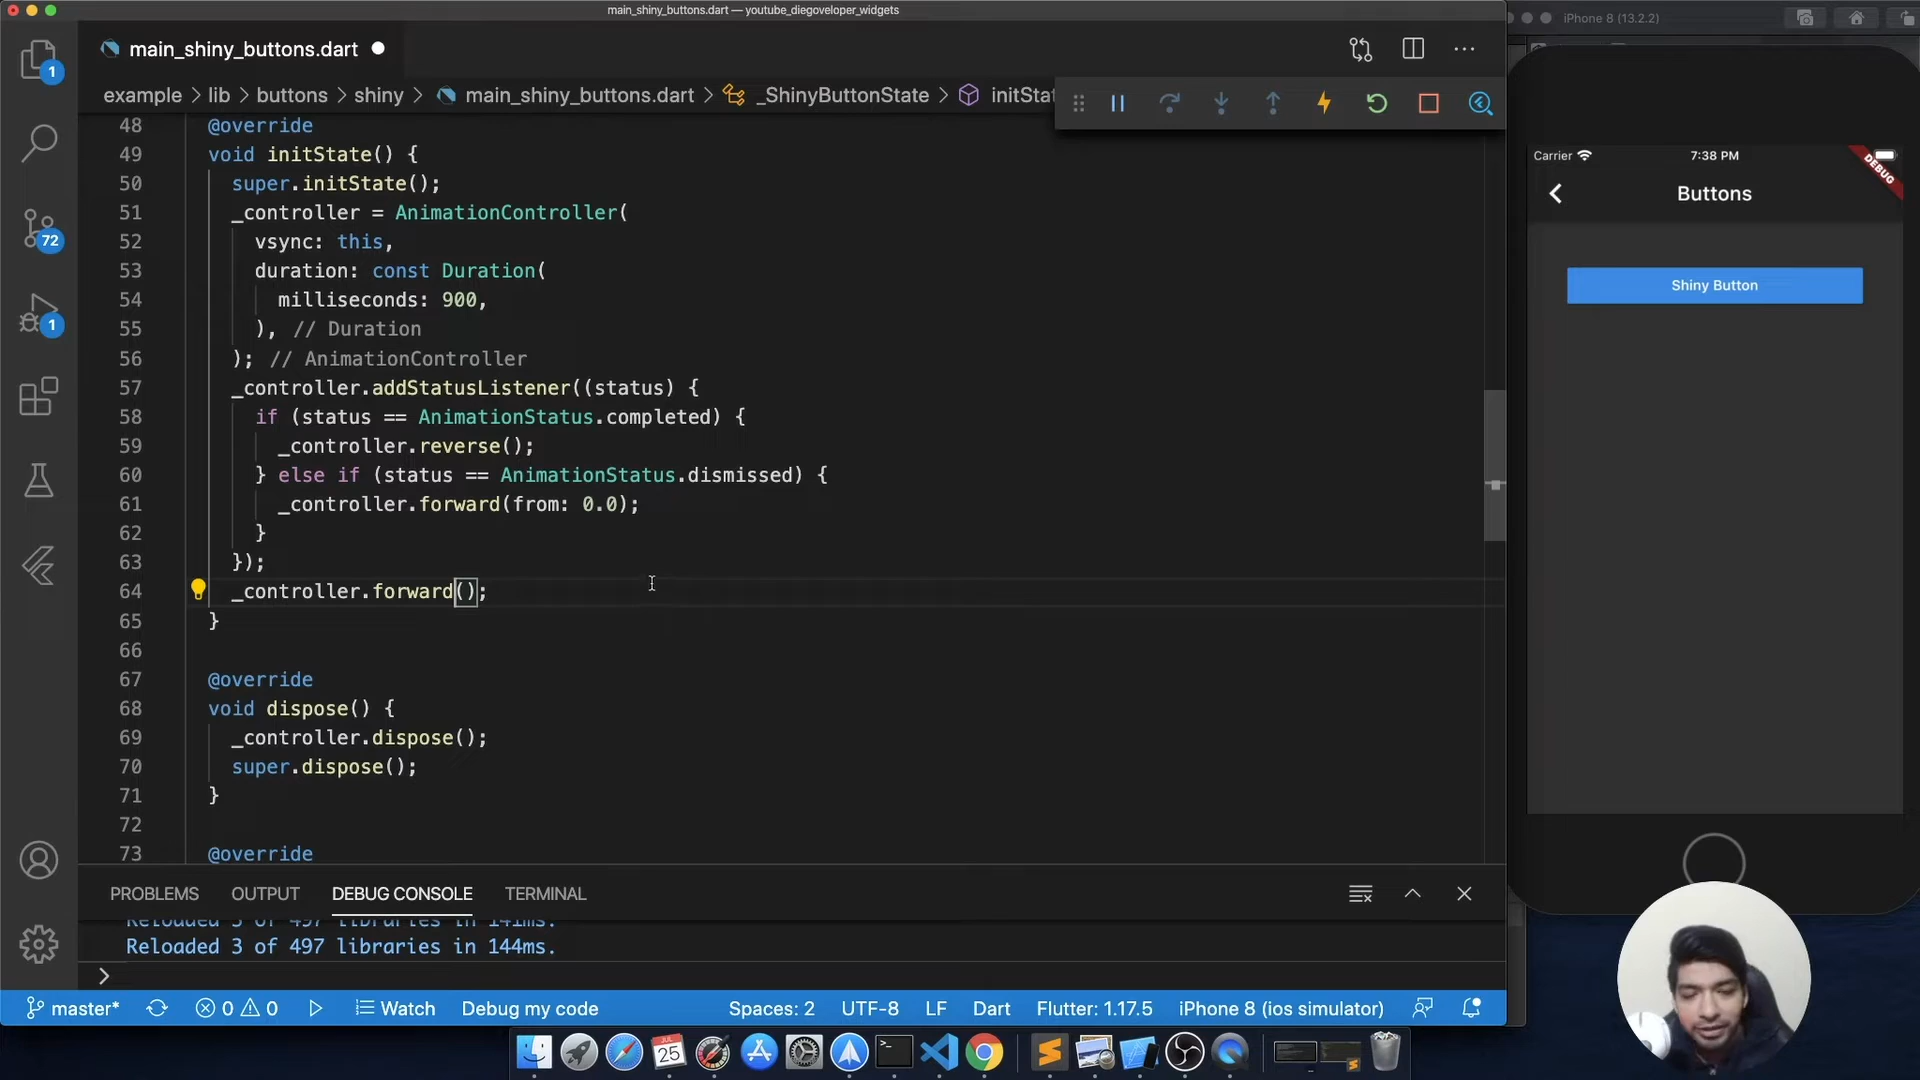 main_shiny_buttons.dart — youtube_diegoveloper_widgets
iPhone 8 (13.2.2)
main_shiny_buttons.dart
example > lib > buttons > shiny > main_shiny_buttons.dart > _ShinyButtonState > initStat
48 @override
49 void initState() {
50 super.initState();
51 _controller = AnimationController(
52 vsync: this,
53 duration: const Duration(
54 milliseconds: 900,
55 ), // Duration
56 ); // AnimationController
57 _controller.addStatusListener((status) {
58 if (status == AnimationStatus.completed) {
59 _controller.reverse();
60 } else if (status == AnimationStatus.dismissed) {
61 _controller.forward(from: 0.0);
62 }
63 });
64 _controller.forward();
65 }
66
67 @override
68 void dispose() {
69 _controller.dispose();
70 super.dispose();
71 }
72
73 @override
1
72
1
Carrier 7:38 PM
DEBUG
Buttons
Shiny Button
PROBLEMS OUTPUT DEBUG CONSOLE TERMINAL
Reloaded 3 of 497 libraries in 141ms.
Reloaded 3 of 497 libraries in 144ms.
>
master* 0 0 Watch Debug my code Spaces: 2 UTF-8 LF Dart Flutter: 1.17.5 iPhone 8 (ios simulator)
JUL
25